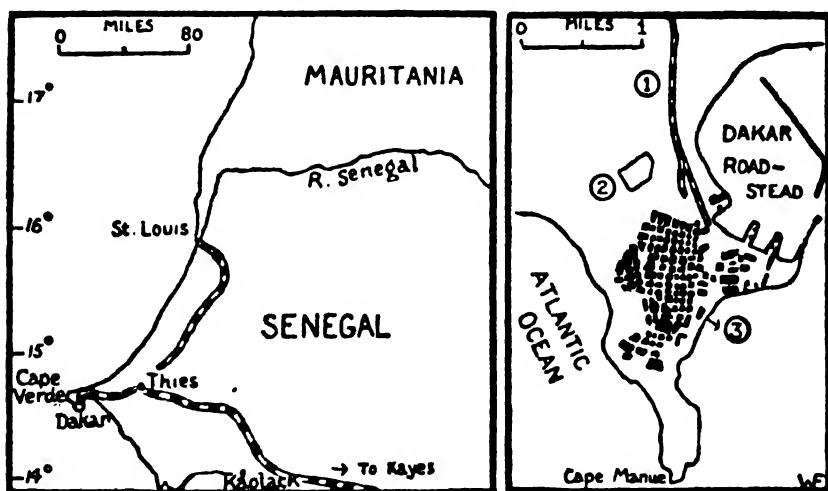 MILES
0 80
MAURITANIA
17°
R. Senegal
16°
St. Louis
SENEGAL
15°
Cape
Verde
Thies
Dakar
14°
Kaolack
→ To Kayes
MILES
0 1
①
DAKAR
ROAD-
STEAD
②
ATLANTIC
OCEAN
③
Cape Manuel